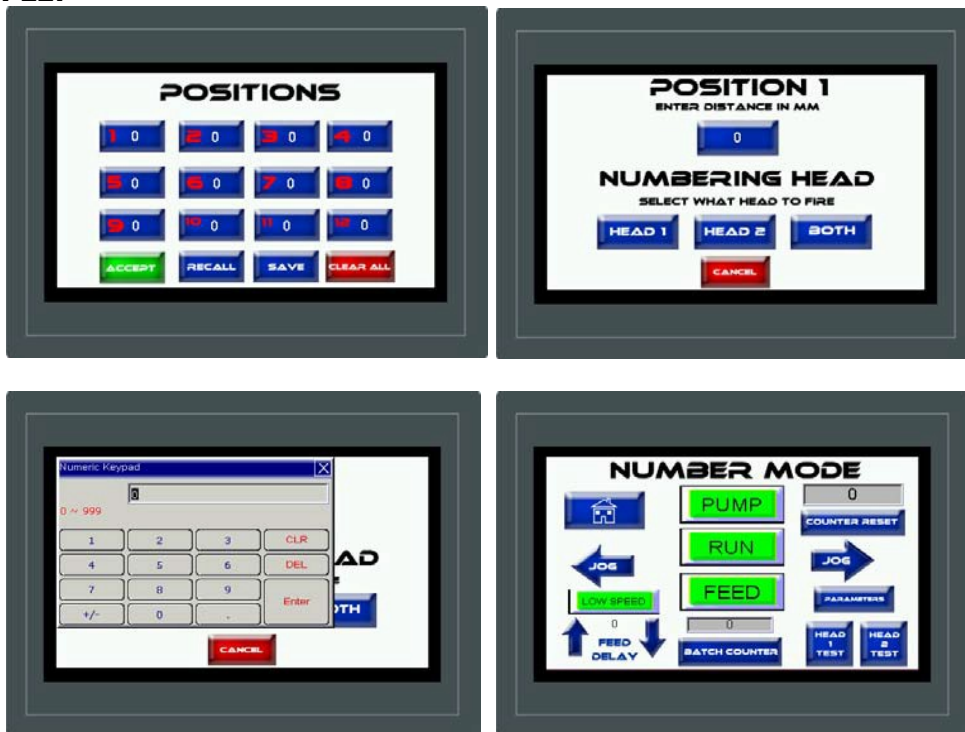 POSITIONS
1 0 2 0 3 0 4 0
5 0 6 0 7 0 8 0
9 0 10 0 11 0 12 0
ACCEPT RECALL SAVE CLEAR ALL
POSITION 1
ENTER DISTANCE IN MM
0
NUMBERING HEAD
SELECT WHAT HEAD TO FIRE
HEAD 1 HEAD 2 BOTH
CANCEL
Numeric Keypad X
0
0 ~ 999
1 2 3 CLR
4 5 6 DEL
7 8 9 Enter
+/- 0 .
AD
OTH
CANCEL
NUMBER MODE
PUMP
0
COUNTER RESET
RUN
JOG
JOG
FEED
LOW SPEED
PARAMETERS
0
FEED
DELAY
0
BATCH COUNTER
HEAD
1
TEST
HEAD
2
TEST